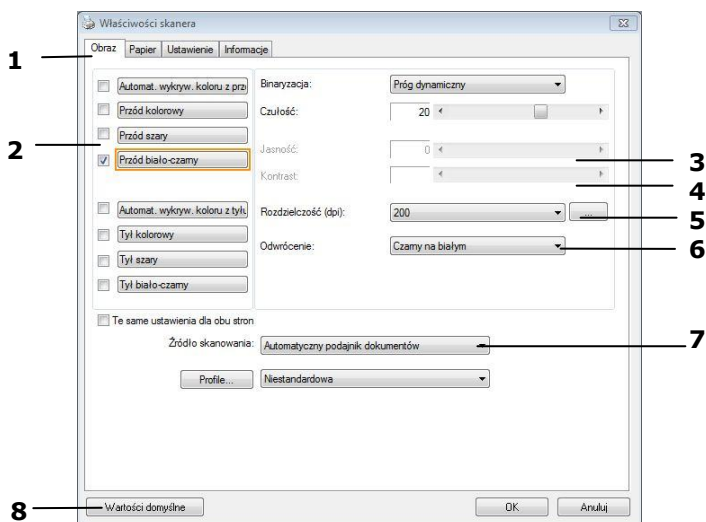 Właściwości skanera
1
Obraz Papier Ustawienie Informacje
Automat. wykryw. koloru z prz
Binaryzacja: Próg dynamiczny
Przód kolorowy
Czułość: 20
Przód szary
2
Przód biało-czarny
Jasność: 0
3
Kontrast:
4
Automat. wykryw. koloru z tyłu
Rozdzielczość (dpi): 200 ...
5
Tył kolorowy
Odwrócenie: Czarny na białym
6
Tył szary
Tył biało-czarny
Te same ustawienia dla obu stron
Źródło skanowania: Automatyczny podajnik dokumentów
7
Profile... Niestandardowa
8
Wartości domyślne OK Anuluj